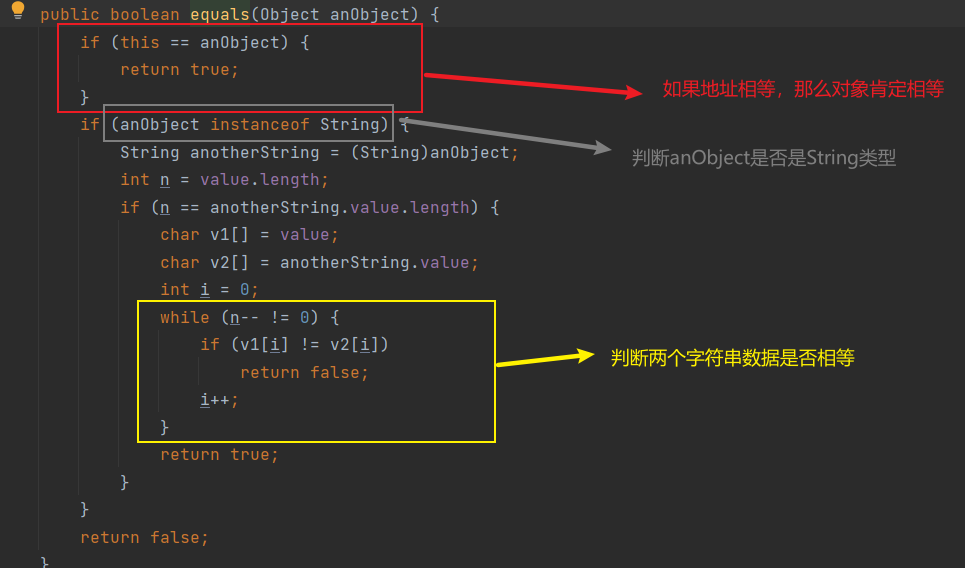 public boolean equals(Object anObject) {
if (this == anObject) {
return true;
}
如果地址相等，那么对象肯定相等
if (anObject instanceof String) {
判断anObject是否是String类型
String anotherString = (String)anObject;
int n = value.length;
if (n == anotherString.value.length) {
char v1[] = value;
char v2[] = anotherString.value;
int i = 0;
while (n-- != 0) {
if (v1[i] != v2[i])
判断两个字符串数据是否相等
return false;
i++;
}
return true;
}
}
return false;
}